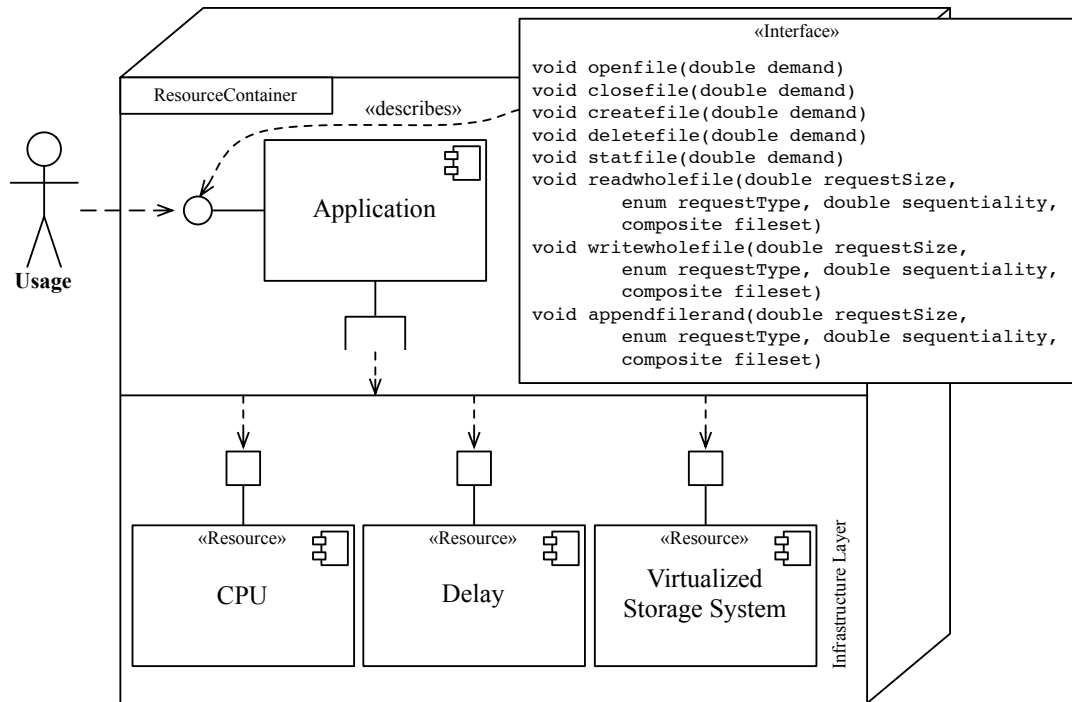 «Interface»
void openfile(double demand)
void closefile(double demand)
void createfile(double demand)
void deletefile(double demand)
void statfile(double demand)
void readwholefile(double requestSize,
enum requestType, double sequentiality,
composite fileset)
void writewholefile(double requestSize,
enum requestType, double sequentiality,
composite fileset)
void appendfilerand(double requestSize,
enum requestType, double sequentiality,
composite fileset)
ResourceContainer
«describes»
Application
Usage
«Resource»
CPU
«Resource»
Delay
«Resource»
Virtualized
Storage System
Infrastructure Layer